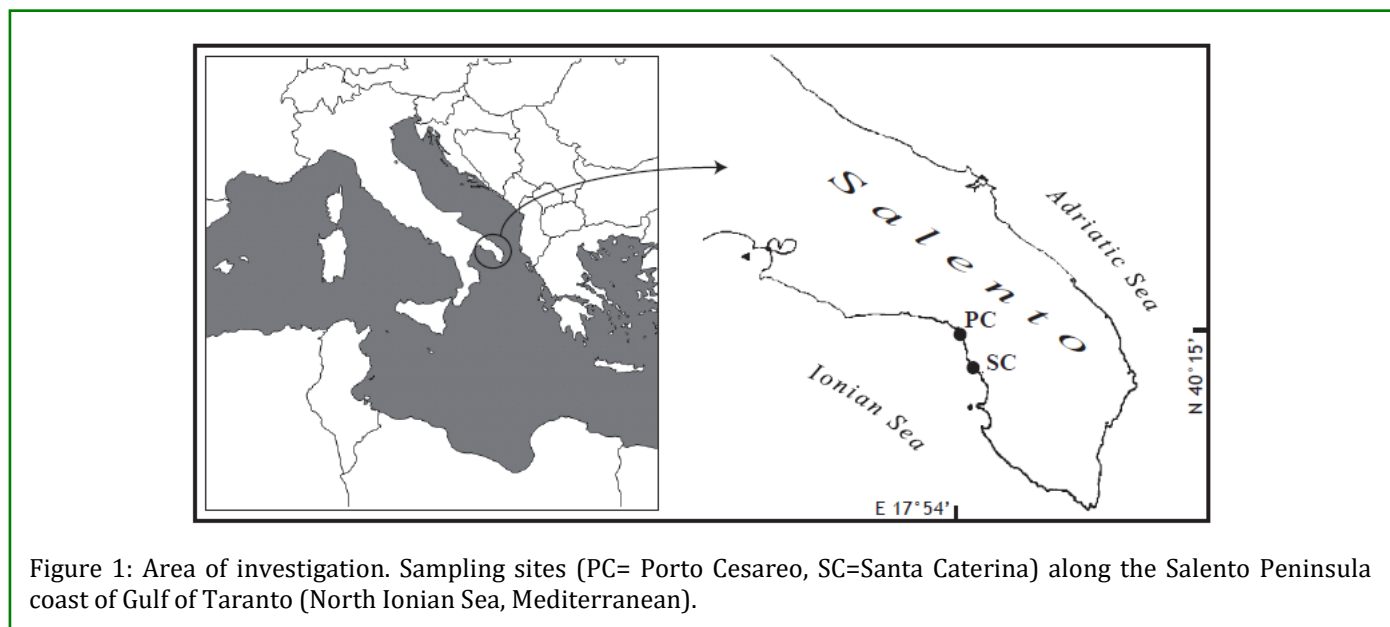 Salento
Adriatic Sea
PC
SC
Ionian Sea
N 40°15'
E 17°54'
Figure 1: Area of investigation. Sampling sites (PC= Porto Cesareo, SC=Santa Caterina) along the Salento Peninsula
coast of Gulf of Taranto (North Ionian Sea, Mediterranean).